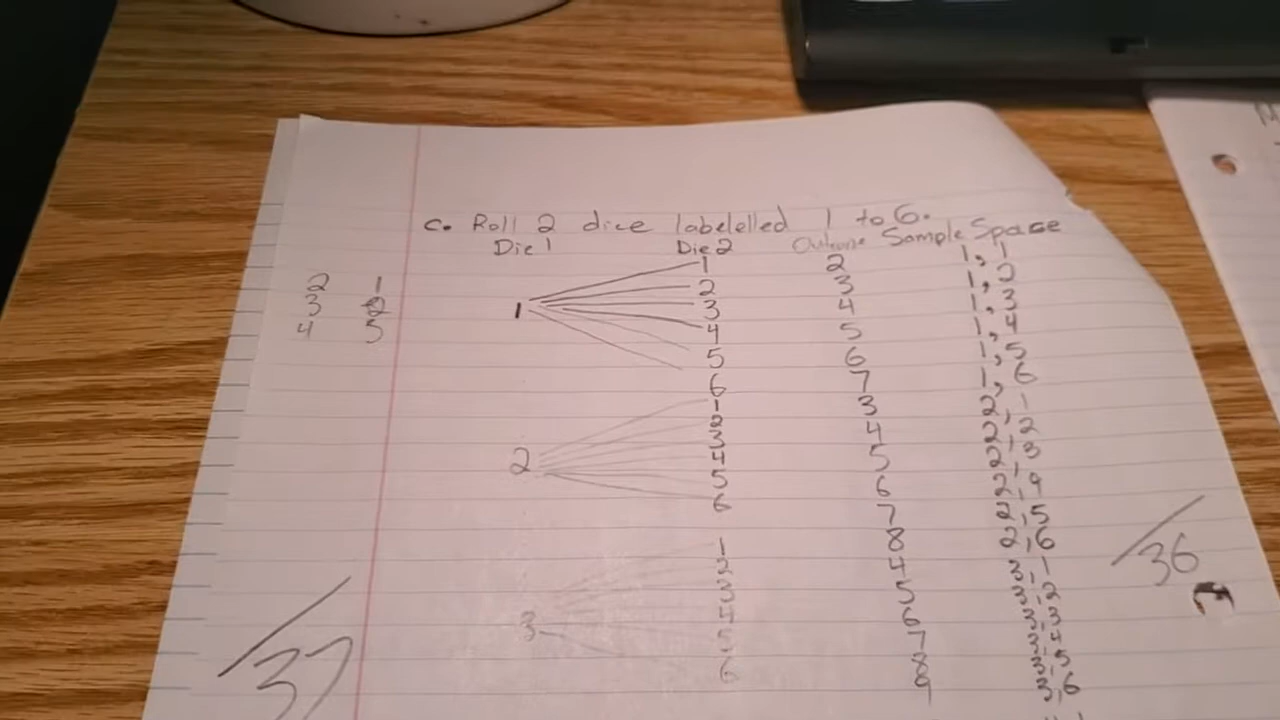 c. Roll 2 dice labelelled 1 to 6.
Die 1 Die 2 Outcome Sample Space
1 2 1,1
2 3 1,2
1 3 4 1,3
4 5 1,4
5 6 1,5
6 7 1,6
1 3 2,1
2 4 2,2
3 5 2,3
2 4 6 2,4
5 7 2,5
6 8 2,6
1 4 3,1
2 5 3,2
3 6 3,3
3 4 7 3,4
5 8 3,5
6 9 3,6
2 1
3 2
4 5
/36
/37